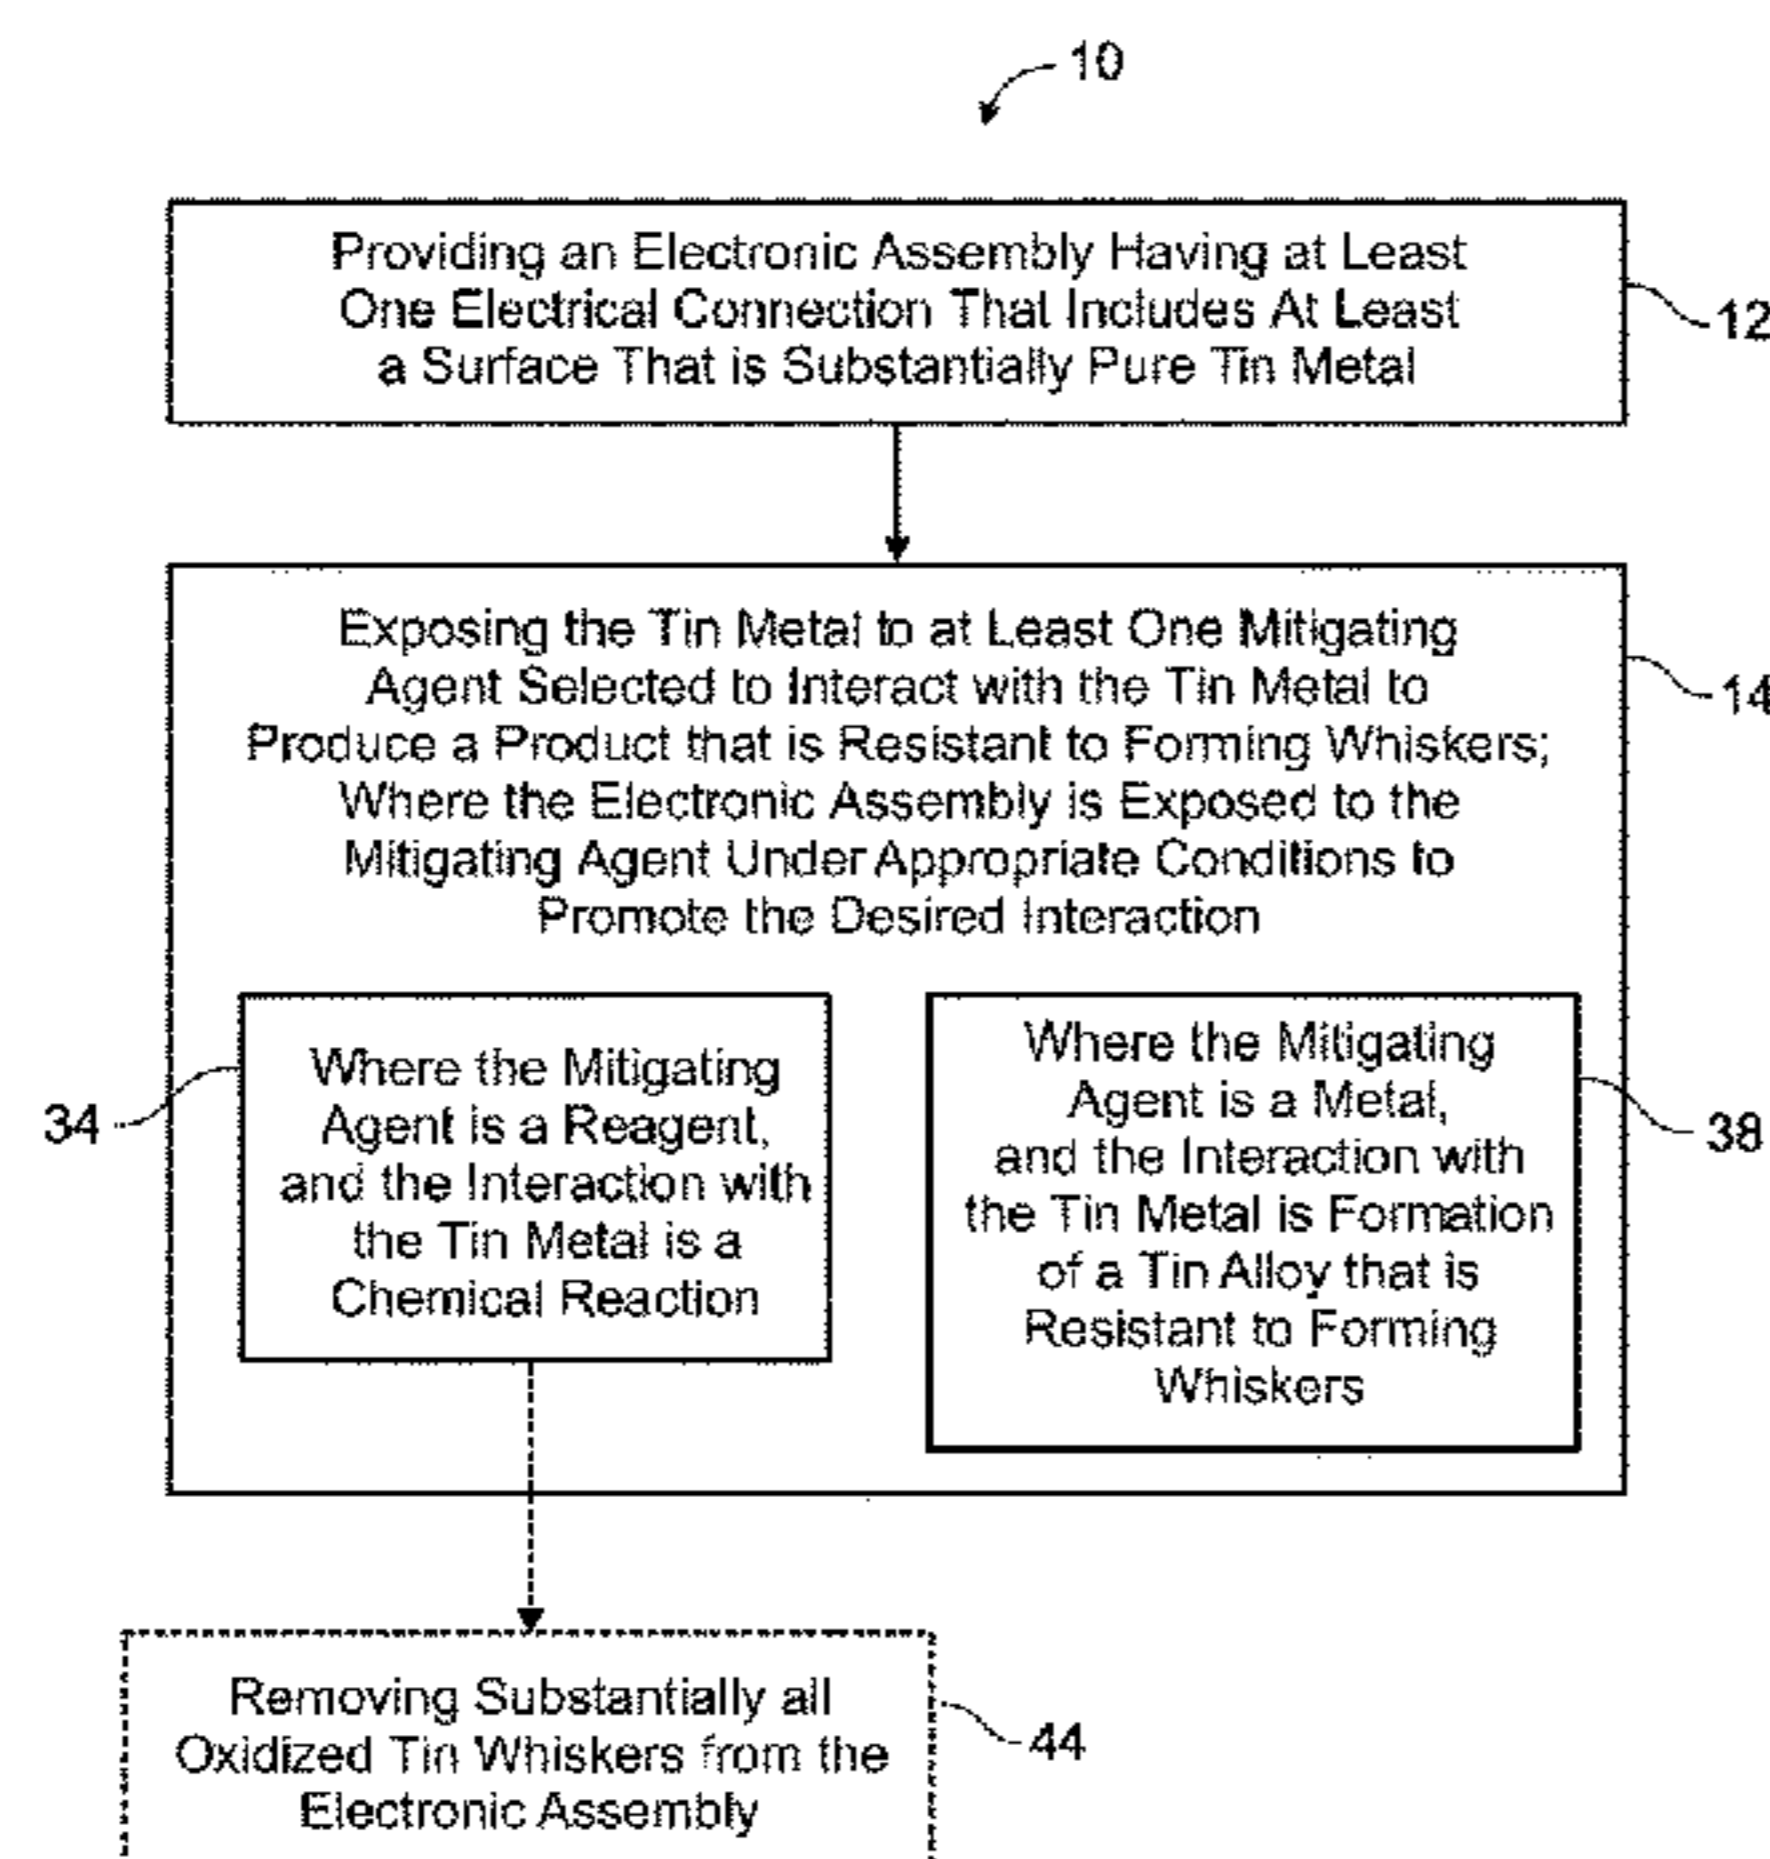 10
Providing an Electronic Assembly Having at Least
One Electrical Connection That Includes At Least
a Surface That is Substantially Pure Tin Metal
12
Exposing the Tin Metal to at Least One Mitigating
Agent Selected to Interact with the Tin Metal to
Produce a Product that is Resistant to Forming Whiskers;
Where the Electronic Assembly is Exposed to the
Mitigating Agent Under Appropriate Conditions to
Promote the Desired Interaction
14
Where the Mitigating
Agent is a Reagent,
and the Interaction with
the Tin Metal is a
Chemical Reaction
34
Where the Mitigating
Agent is a Metal,
and the Interaction with
the Tin Metal is Formation
of a Tin Alloy that is
Resistant to Forming
Whiskers
38
Removing Substantially all
Oxidized Tin Whiskers from the
Electronic Assembly
44